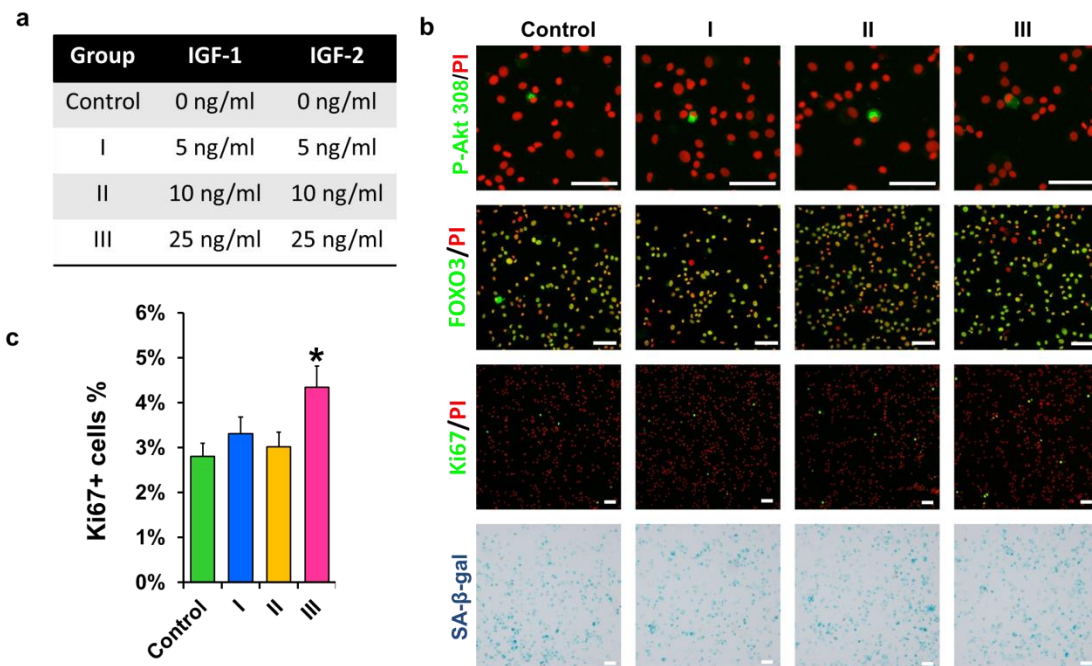 a
Group IGF-1 IGF-2
Control 0 ng/ml 0 ng/ml
I 5 ng/ml 5 ng/ml
II 10 ng/ml 10 ng/ml
III 25 ng/ml 25 ng/ml
b
Control I II III
P-Akt 308/PI
FOXO3/PI
Ki67/PI
SA-β-gal
c
Ki67+ cells %
6%
5%
4%
3%
2%
1%
0%
*
Control I II III